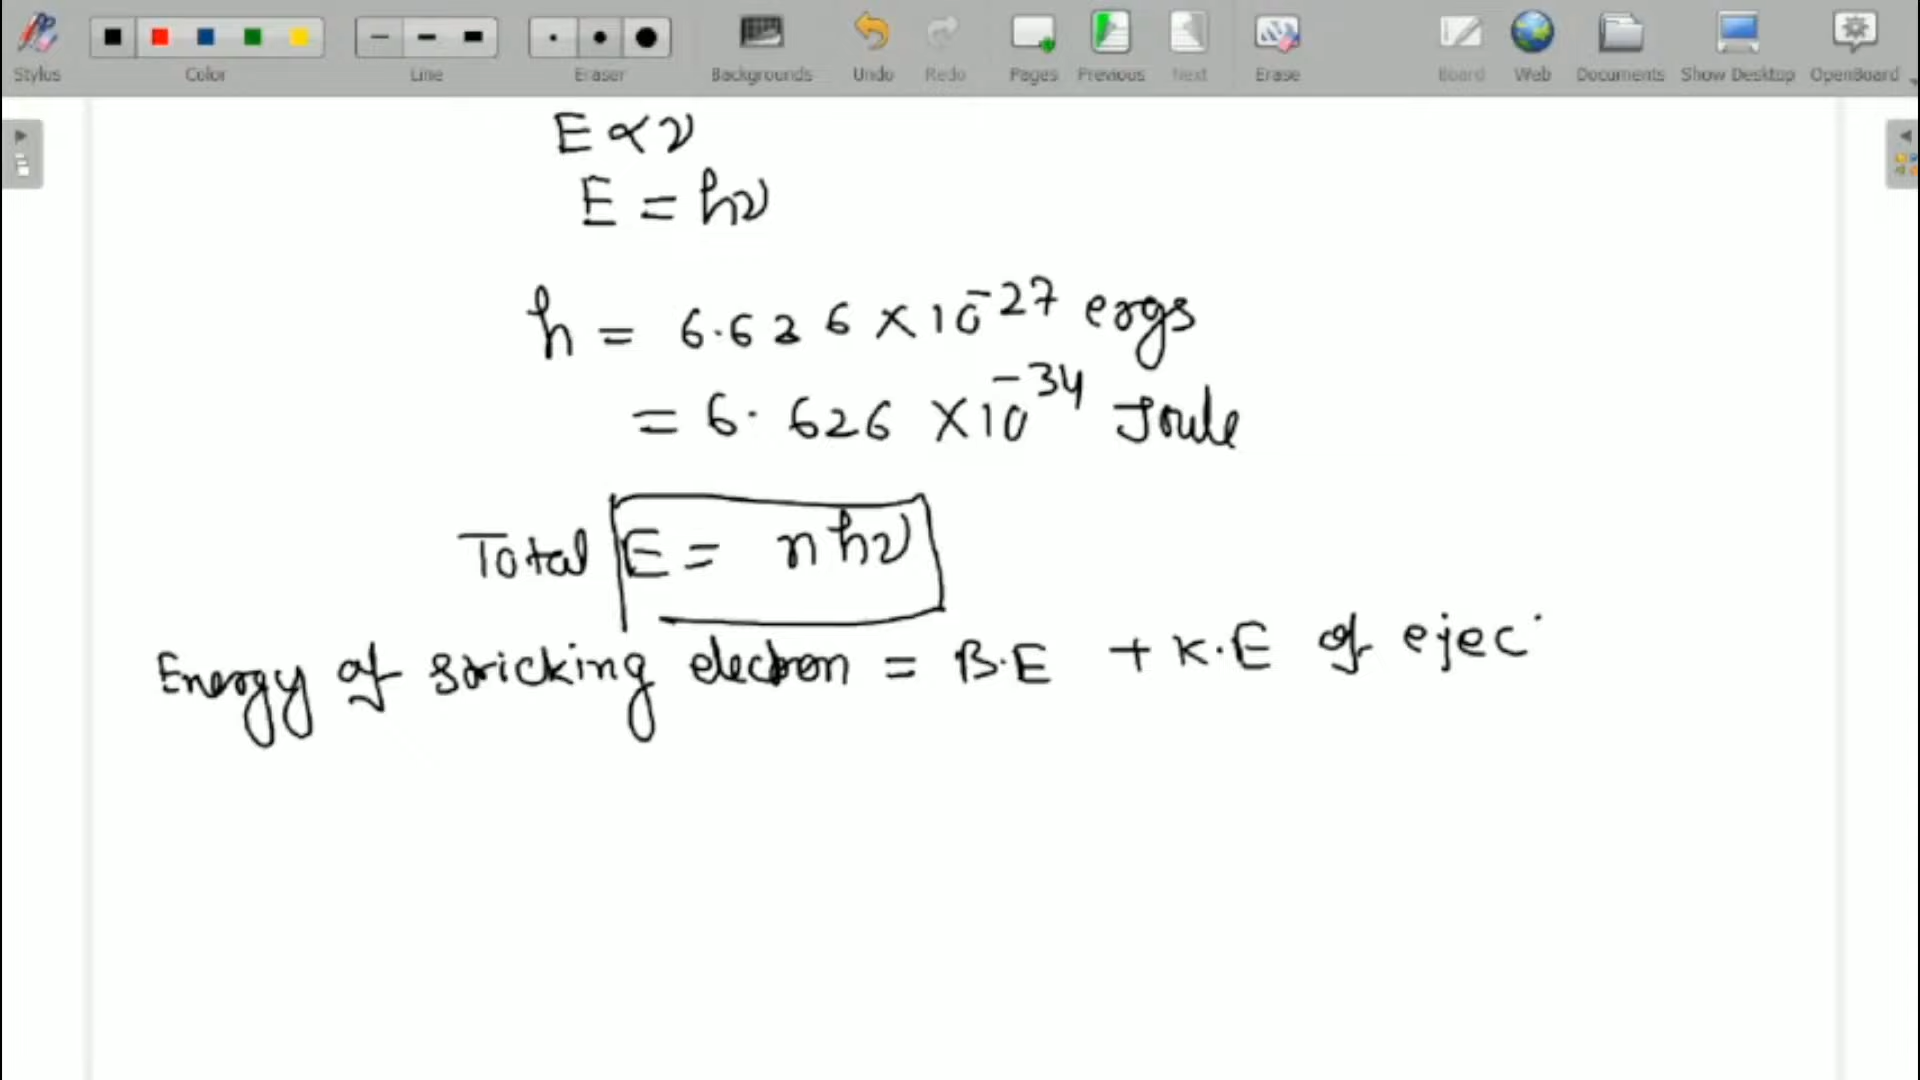 Stylus Color Line Eraser Backgrounds Undo Redo Pages Previous Next Erase Board Web Documents Show Desktop OpenBoard
E ∝ ν
E = hν
h = 6.626 × 10⁻²⁷ ergs
= 6. 626 × 10⁻³⁴ Joule
Total E = nhν
Energy of stricking electron = B.E + K.E of ejec